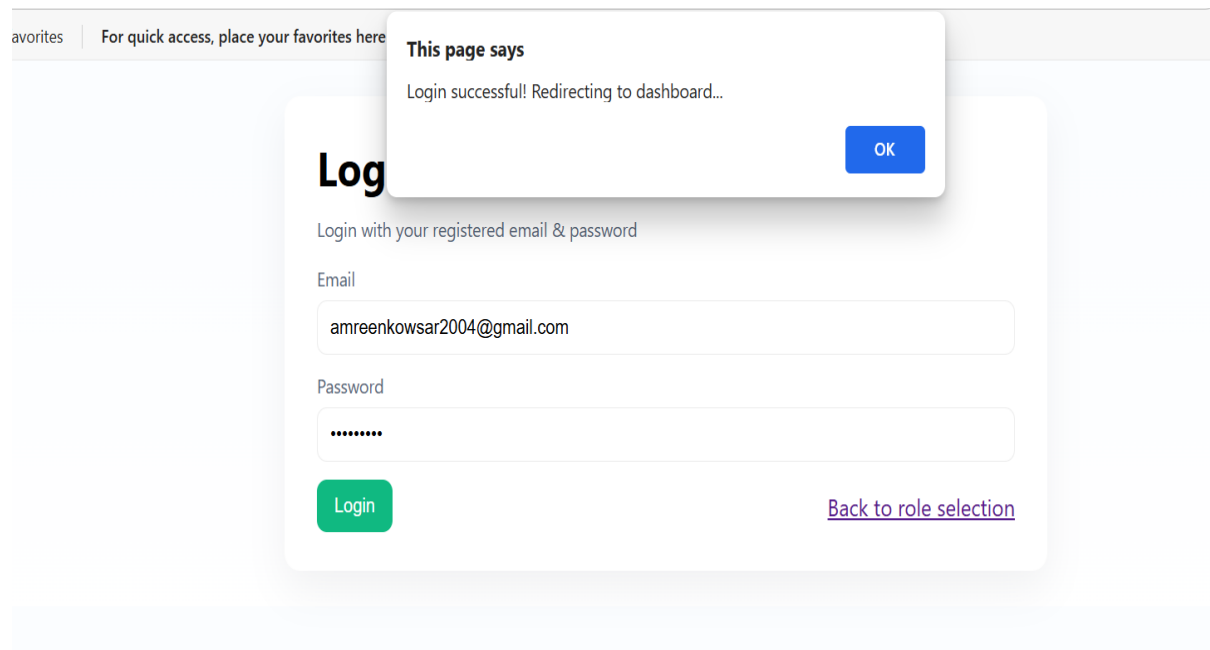 avorites For quick access, place your favorites here
This page says
Login successful! Redirecting to dashboard...
OK
Log
Login with your registered email & password
Email
amreenkowsar2004@gmail.com
Password
•••••••••
Login Back to role selection